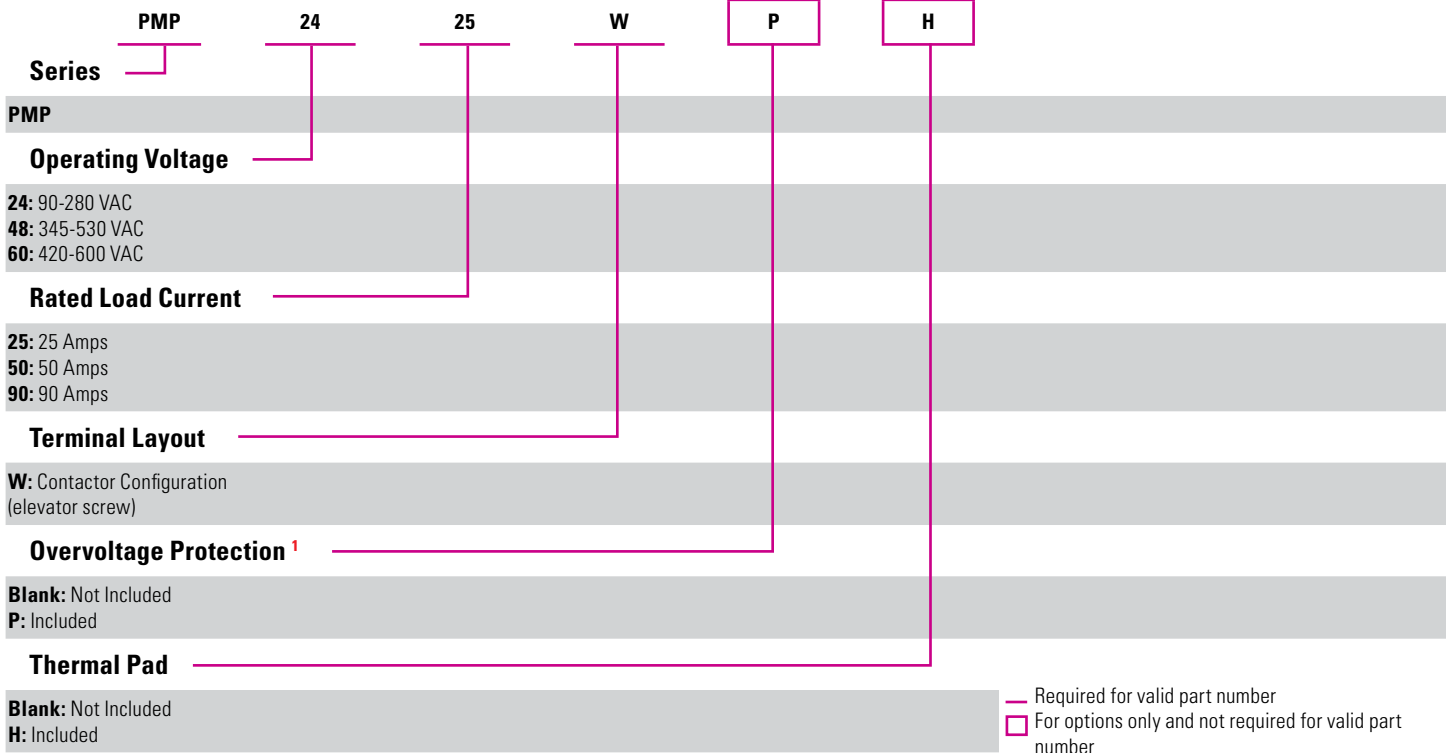 PMP 24 25 W P H
Series
PMP
Operating Voltage
24: 90-280 VAC
48: 345-530 VAC
60: 420-600 VAC
Rated Load Current
25: 25 Amps
50: 50 Amps
90: 90 Amps
Terminal Layout
W: Contactor Configuration
(elevator screw)
Overvoltage Protection 1
Blank: Not Included
P: Included
Thermal Pad
Blank: Not Included
H: Included
Required for valid part number
For options only and not required for valid part
number